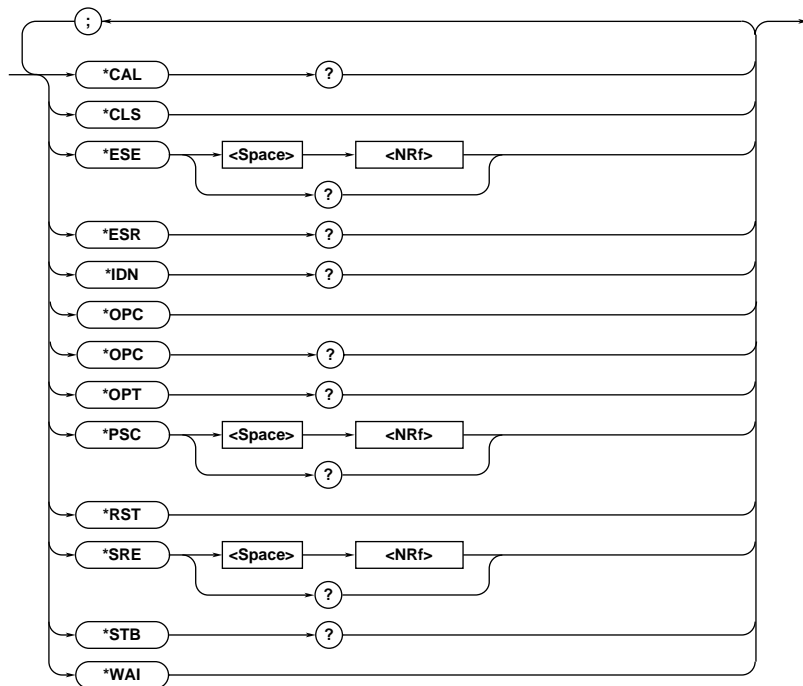 ;
*CAL ?
*CLS
*ESE <Space> <NRf>
?
*ESR ?
*IDN ?
*OPC
*OPC ?
*OPT ?
*PSC <Space> <NRf>
?
*RST
*SRE <Space> <NRf>
?
*STB ?
*WAI